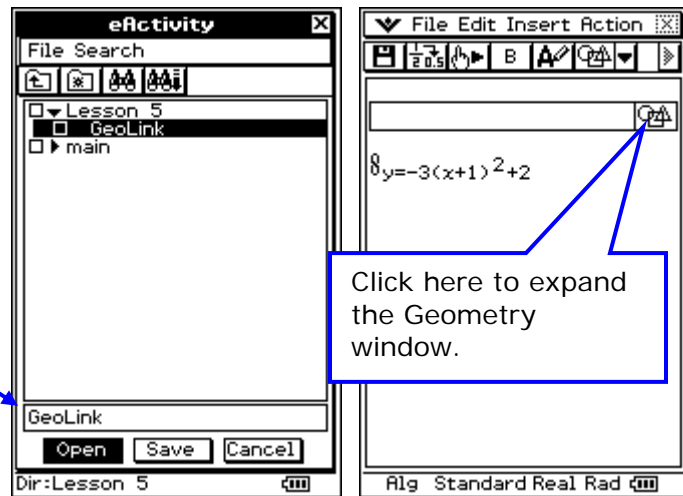 eActivity
File Search
Lesson 5
GeoLink
main
GeoLink
Open Save Cancel
Dir:Lesson 5
File Edit Insert Action
B
y=-3(x+1)²+2
Click here to expand
the Geometry
window.
Alg Standard Real Rad